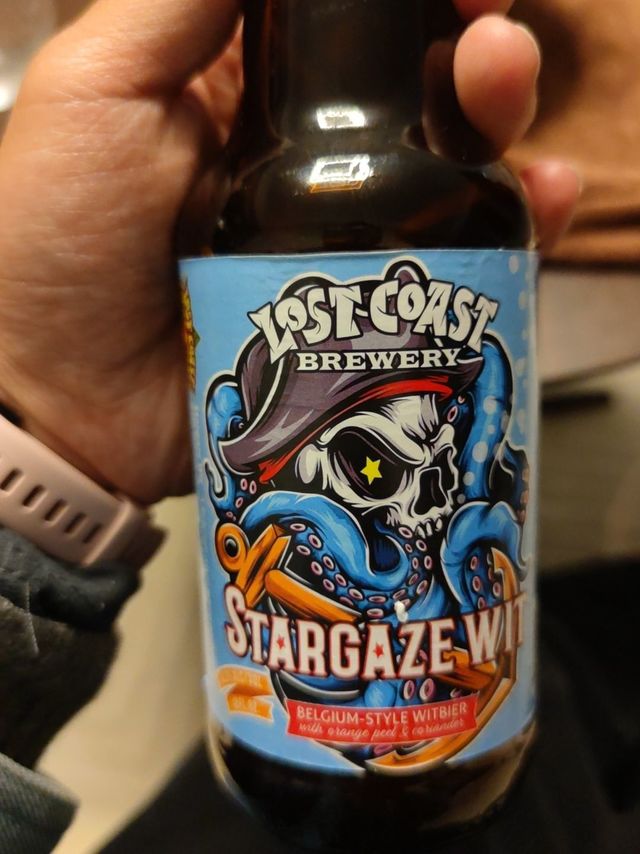 LOST COAST
BREWERY
STARGAZE WIT
BELGIUM-STYLE WITBIER
with orange peel & coriander